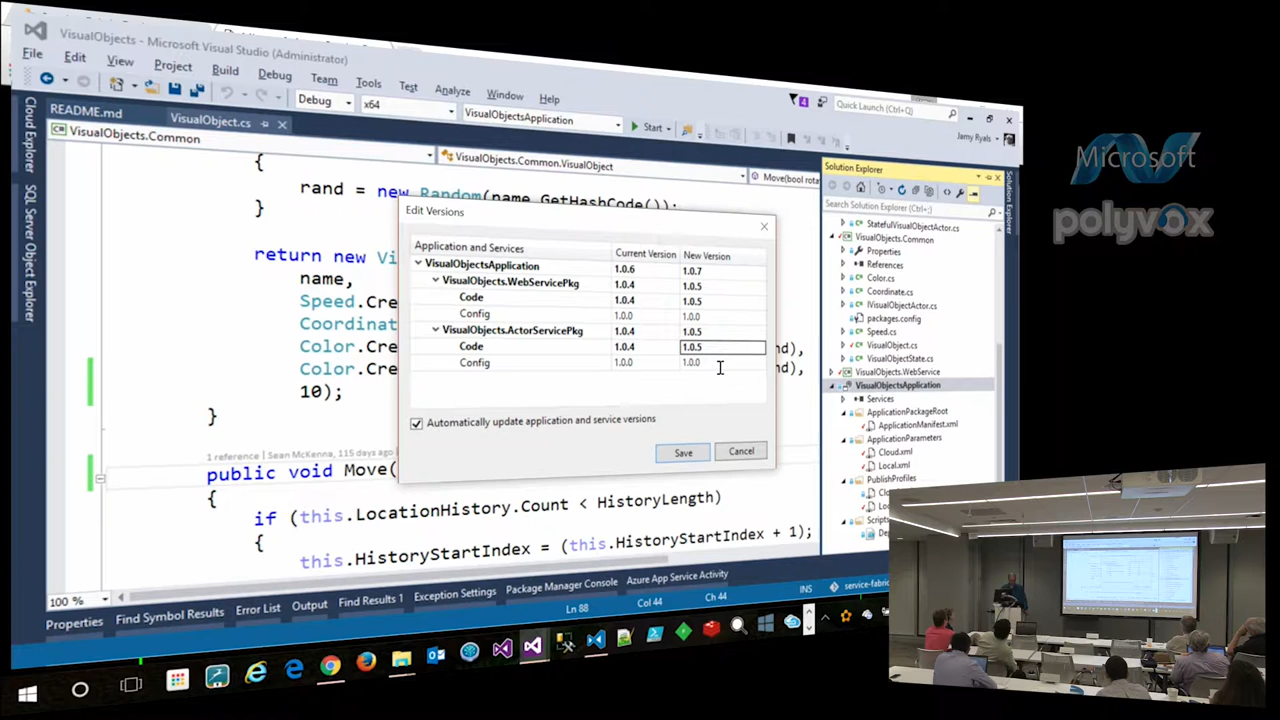 VisualObjects - Microsoft Visual Studio (Administrator)
4
Quick Launch (Ctrl+Q)
File Edit View Project Build Debug Team Tools Test Analyze Window Help
Jamy Ryals
Debug x64 VisualObjectsApplication Start
README.md VisualObject.cs
VisualObjects.Common VisualObjects.Common.VisualObject Move(bool rota
Cloud Explorer
SQL Server Object Explorer
{
rand = new Random(name.GetHashCode());
}
return new Vi
name,
Speed.Cre
Coordinat
Color.Cre nd),
Color.Cre nd),
10);
}
1 reference | Sean McKenna, 115 days ago
public void Move(
{
if (this.LocationHistory.Count < HistoryLength)
{
this.HistoryStartIndex = (this.HistoryStartIndex + 1);
100 %
Edit Versions
Application and Services Current Version New Version
VisualObjectsApplication 1.0.6 1.0.7
VisualObjects.WebServicePkg 1.0.4 1.0.5
Code 1.0.4 1.0.5
Config 1.0.0 1.0.0
VisualObjects.ActorServicePkg 1.0.4 1.0.5
Code 1.0.4 1.0.5
Config 1.0.0 1.0.0
Automatically update application and service versions
Save Cancel
Solution Explorer
Search Solution Explorer (Ctrl+;)
StatefulVisualObjectActor.cs
VisualObjects.Common
Properties
References
Color.cs
Coordinate.cs
IVisualObjectActor.cs
packages.config
Speed.cs
VisualObject.cs
VisualObjectState.cs
VisualObjects.WebService
VisualObjectsApplication
Services
ApplicationPackageRoot
ApplicationManifest.xml
ApplicationParameters
Cloud.xml
Local.xml
PublishProfiles
Clo
Loc
Scripts
De
Solution Explorer
Properties Find Symbol Results Error List Output Find Results 1 Exception Settings Package Manager Console Azure App Service Activity
Ln 88 Col 44 Ch 44 INS service-fabric
Microsoft
polyvox